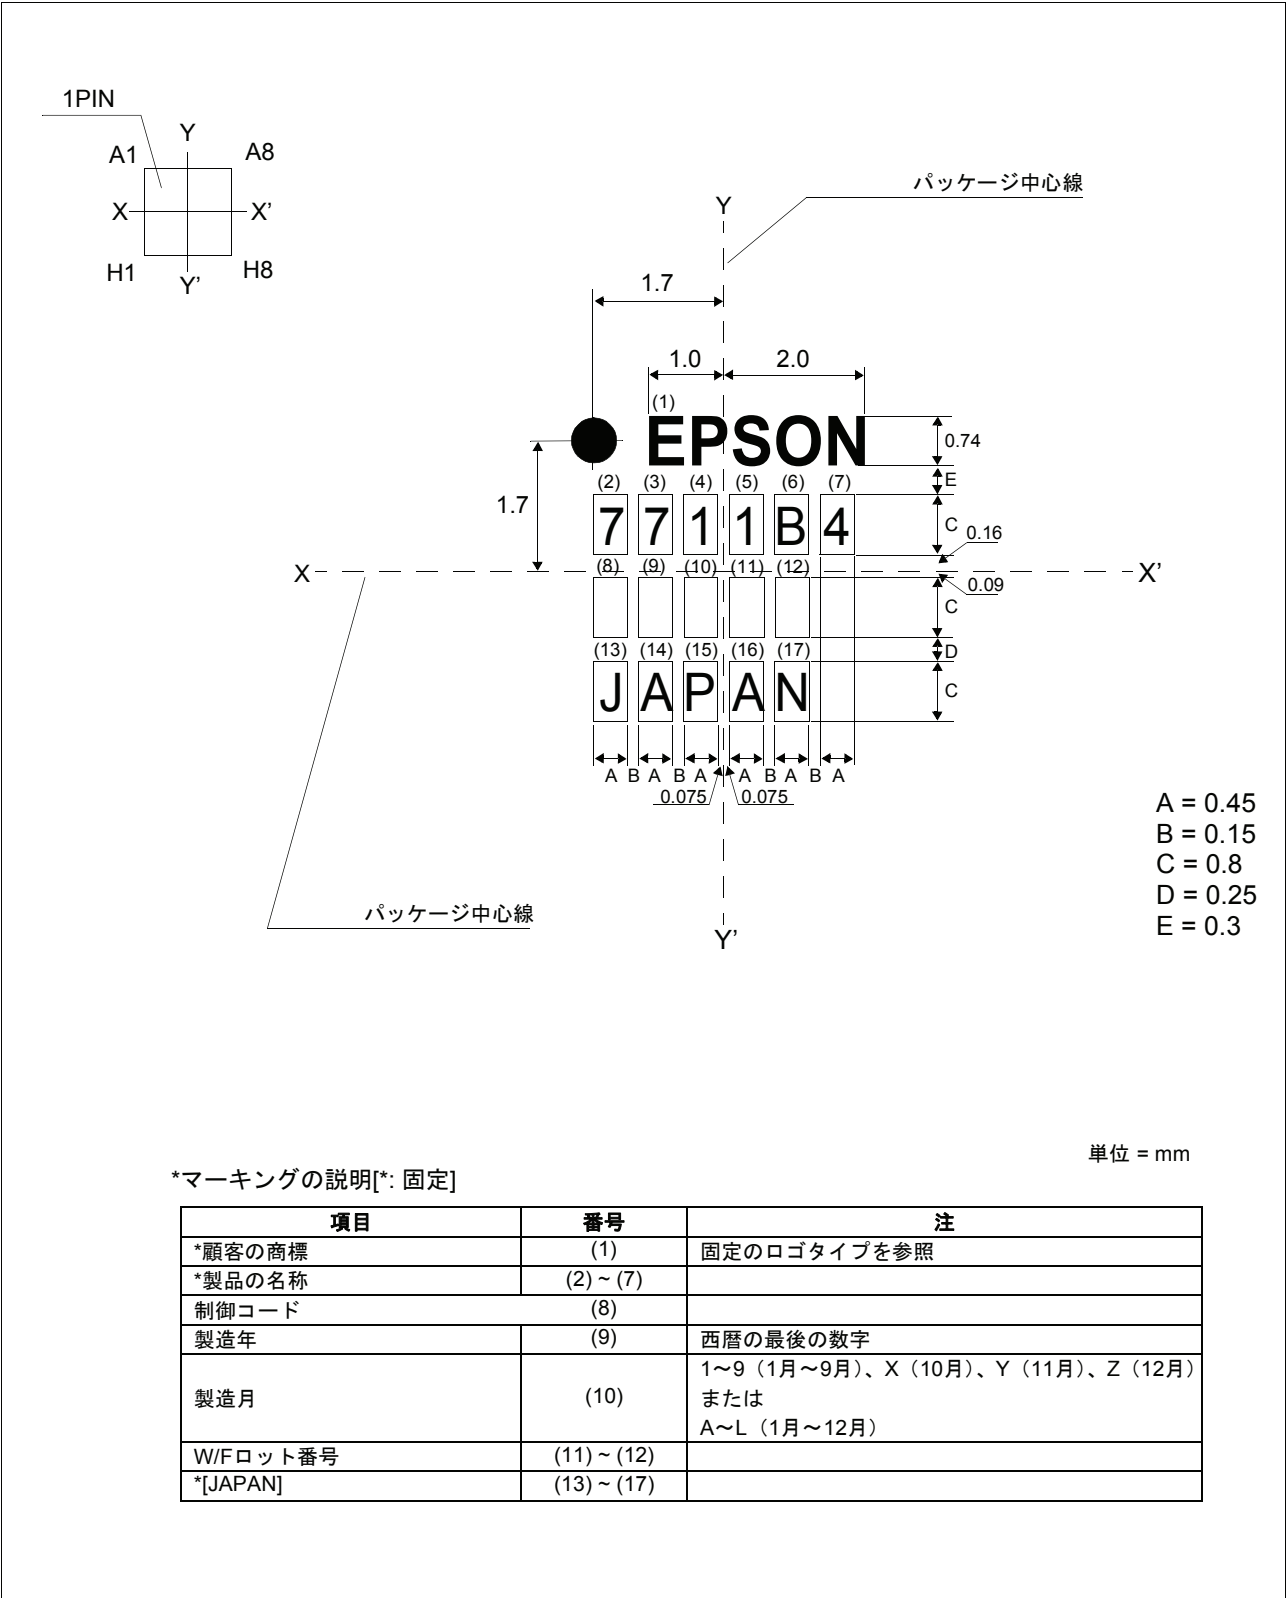 1PIN
Y
A1 A8
X X’
H1 H8
Y’
パッケージ中心線
Y
1.7
1.0 2.0
(1)
EPSON
0.74
(2) (3) (4) (5) (6) (7)
E
1.7
7 7 1 1 B 4
C
0.16
(8) (9) (10) (11) (12)
X X’
0.09
C
(13) (14) (15) (16) (17)
D
J A P A N
C
A B A B A A B A B A
0.075 0.075
A = 0.45
B = 0.15
C = 0.8
D = 0.25
E = 0.3
パッケージ中心線
Y’
単位 = mm
*マーキングの説明[*: 固定]
項目 番号 注
*顧客の商標 (1) 固定のロゴタイプを参照
*製品の名称 (2) ~ (7)
制御コード (8)
製造年 (9) 西暦の最後の数字
製造月 (10) 1～9（1月～9月）、X（10月）、Y（11月）、Z（12月）
または
A～L（1月～12月）
W/Fロット番号 (11) ~ (12)
*[JAPAN] (13) ~ (17)